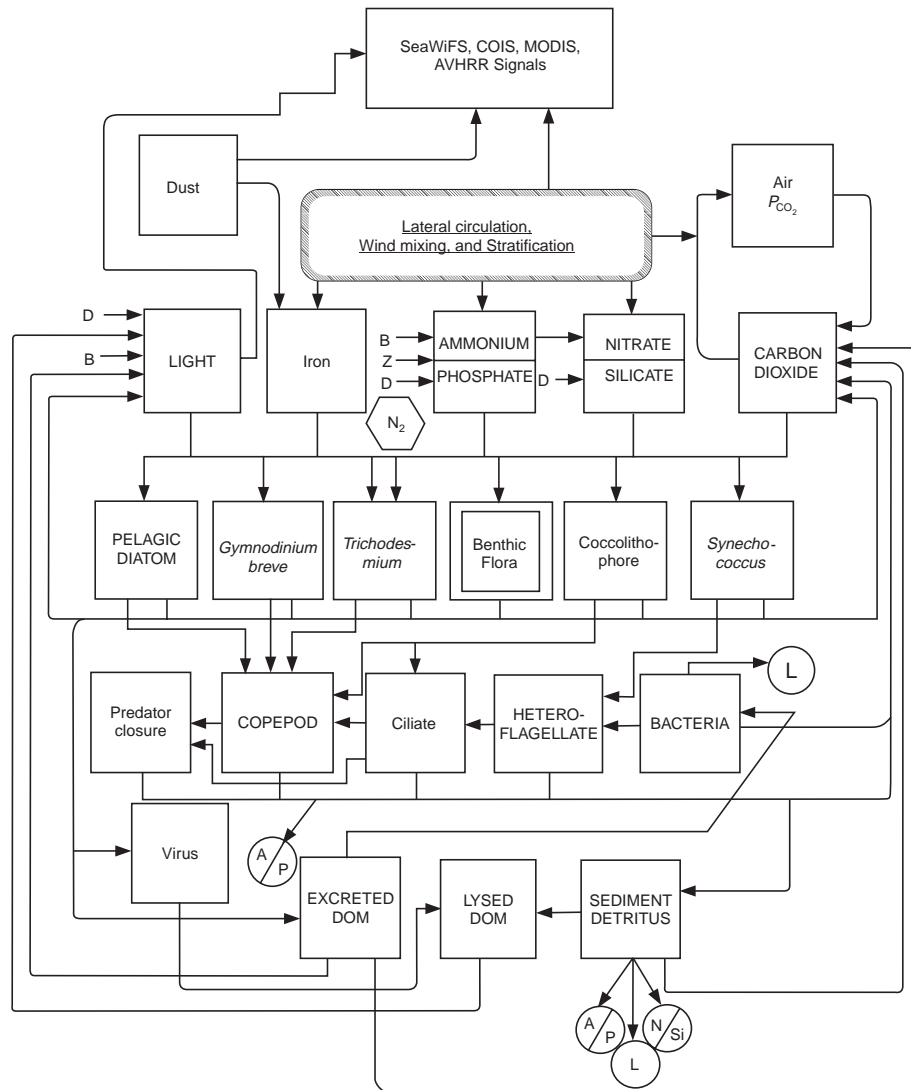 SeaWiFS, COIS, MODIS,
AVHRR Signals
Dust
Air
P_CO2
Lateral circulation,
Wind mixing, and Stratification
D
B
LIGHT
Iron
B
Z
D
AMMONIUM
PHOSPHATE
D
NITRATE
SILICATE
CARBON
DIOXIDE
N2
PELAGIC
DIATOM
Gymnodinium
breve
Trichodes-
mium
Benthic
Flora
Coccolitho-
phore
Synecho-
coccus
L
Predator
closure
COPEPOD
Ciliate
HETERO-
FLAGELLATE
BACTERIA
Virus
A
P
EXCRETED
DOM
LYSED
DOM
SEDIMENT
DETRITUS
A
P
N
Si
L